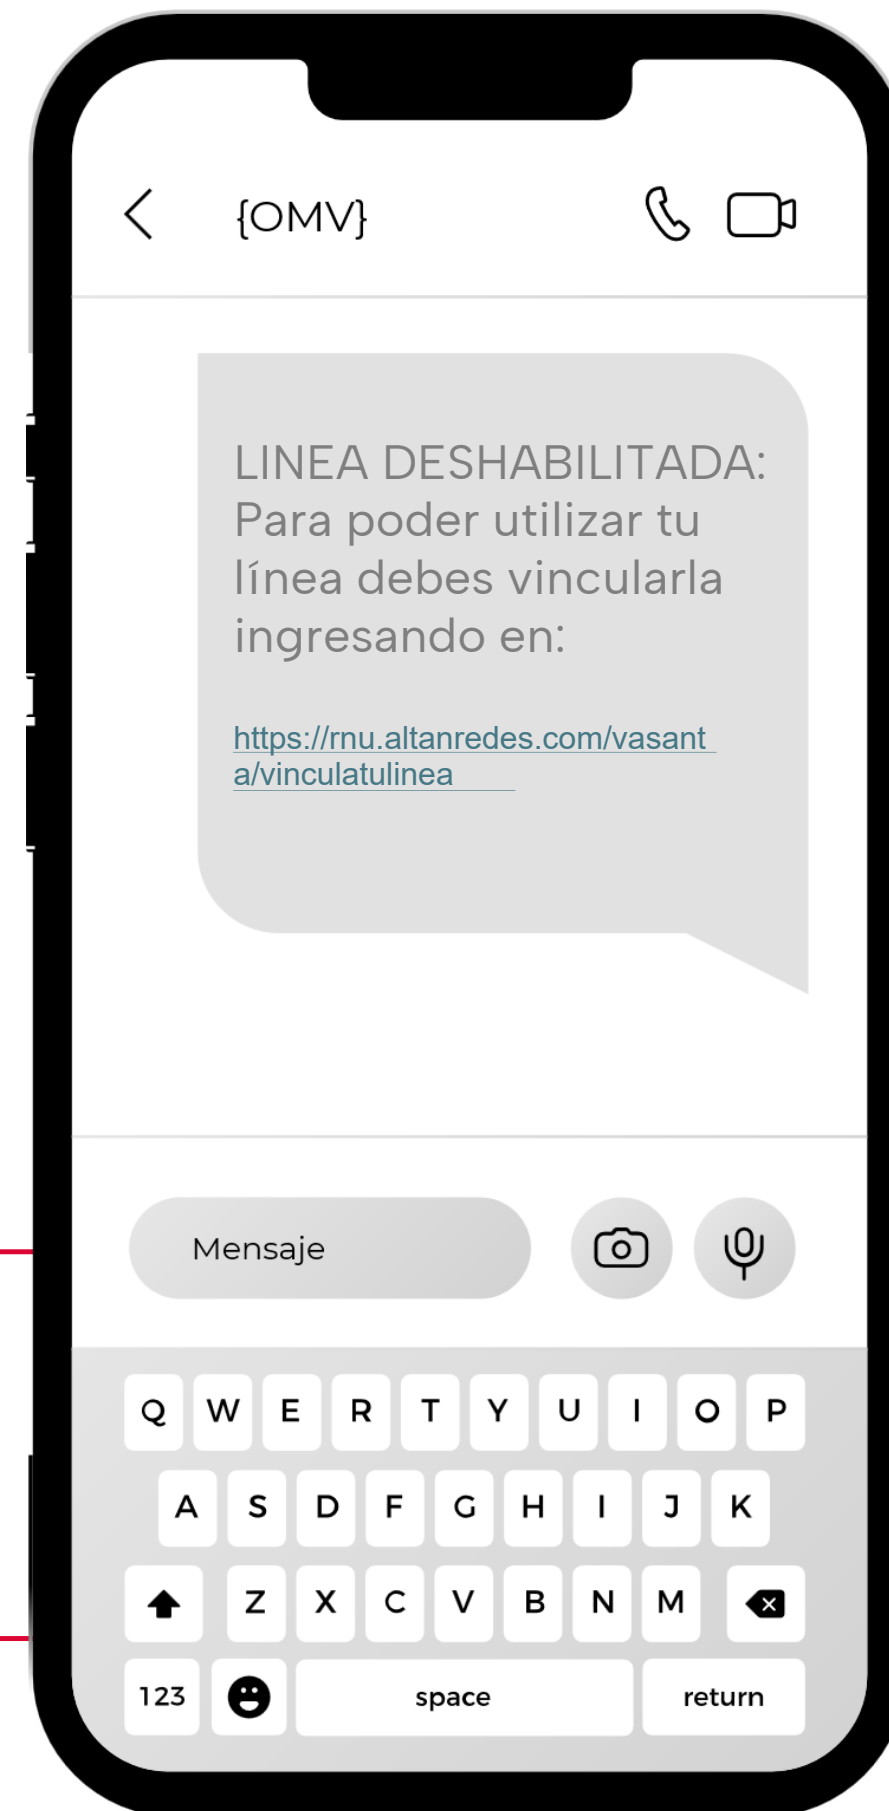 {OMV}
LINEA DESHABILITADA:
Para poder utilizar tu
línea debes vincularla
ingresando en:
https://rnu.altanredes.com/vasant
a/vinculatulinea
Mensaje
Q W E R T Y U I O P
A S D F G H I J K
Z X C V B N M
123 space return